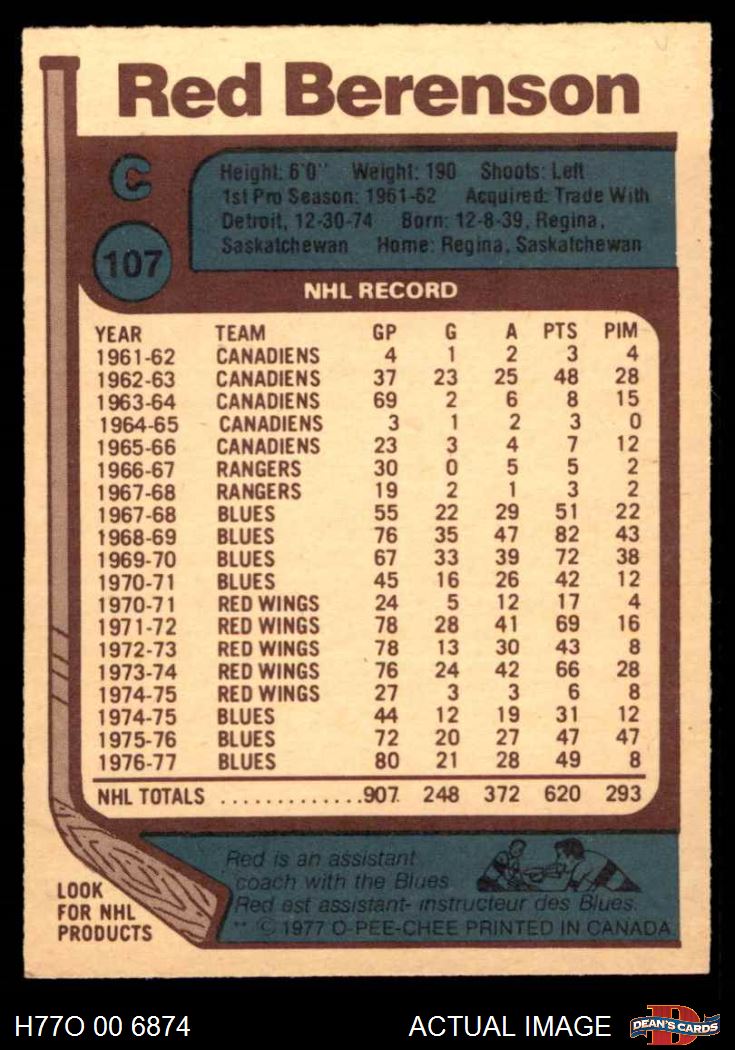 Red Berenson
C
107
Height: 6'0" Weight: 190 Shoots: Left
1st Pro Season: 1961-62 Acquired: Trade With
Detroit, 12-30-74 Born: 12-8-39, Regina,
Saskatchewan Home: Regina, Saskatchewan
NHL RECORD
YEAR TEAM GP G A PTS PIM
1961-62 CANADIENS 4 1 2 3 4
1962-63 CANADIENS 37 23 25 48 28
1963-64 CANADIENS 69 2 6 8 15
1964-65 CANADIENS 3 1 2 3 0
1965-66 CANADIENS 23 3 4 7 12
1966-67 RANGERS 30 0 5 5 2
1967-68 RANGERS 19 2 1 3 2
1967-68 BLUES 55 22 29 51 22
1968-69 BLUES 76 35 47 82 43
1969-70 BLUES 67 33 39 72 38
1970-71 BLUES 45 16 26 42 12
1970-71 RED WINGS 24 5 12 17 4
1971-72 RED WINGS 78 28 41 69 16
1972-73 RED WINGS 78 13 30 43 8
1973-74 RED WINGS 76 24 42 66 28
1974-75 RED WINGS 27 3 3 6 8
1974-75 BLUES 44 12 19 31 12
1975-76 BLUES 72 20 27 47 47
1976-77 BLUES 80 21 28 49 8
NHL TOTALS .............907 248 372 620 293
Red is an assistant
coach with the Blues
Red est assistant- instructeur des Blues.
** © 1977 O-PEE-CHEE PRINTED IN CANADA
LOOK
FOR NHL
PRODUCTS
H77O 00 6874 ACTUAL IMAGE
D
DEAN'S CARDS